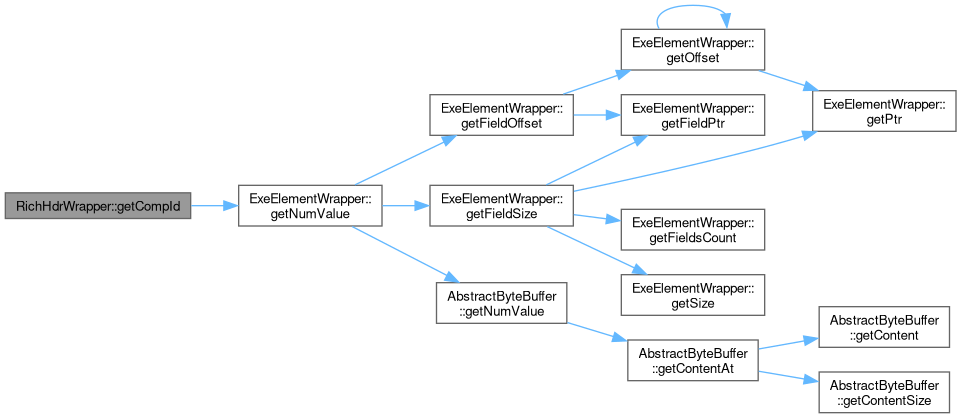 RichHdrWrapper::getCompId
ExeElementWrapper::
getNumValue
ExeElementWrapper::
getFieldOffset
ExeElementWrapper::
getFieldSize
AbstractByteBuffer
::getNumValue
ExeElementWrapper::
getOffset
ExeElementWrapper::
getFieldPtr
ExeElementWrapper::
getFieldsCount
ExeElementWrapper::
getSize
AbstractByteBuffer
::getContentAt
ExeElementWrapper::
getPtr
AbstractByteBuffer
::getContent
AbstractByteBuffer
::getContentSize